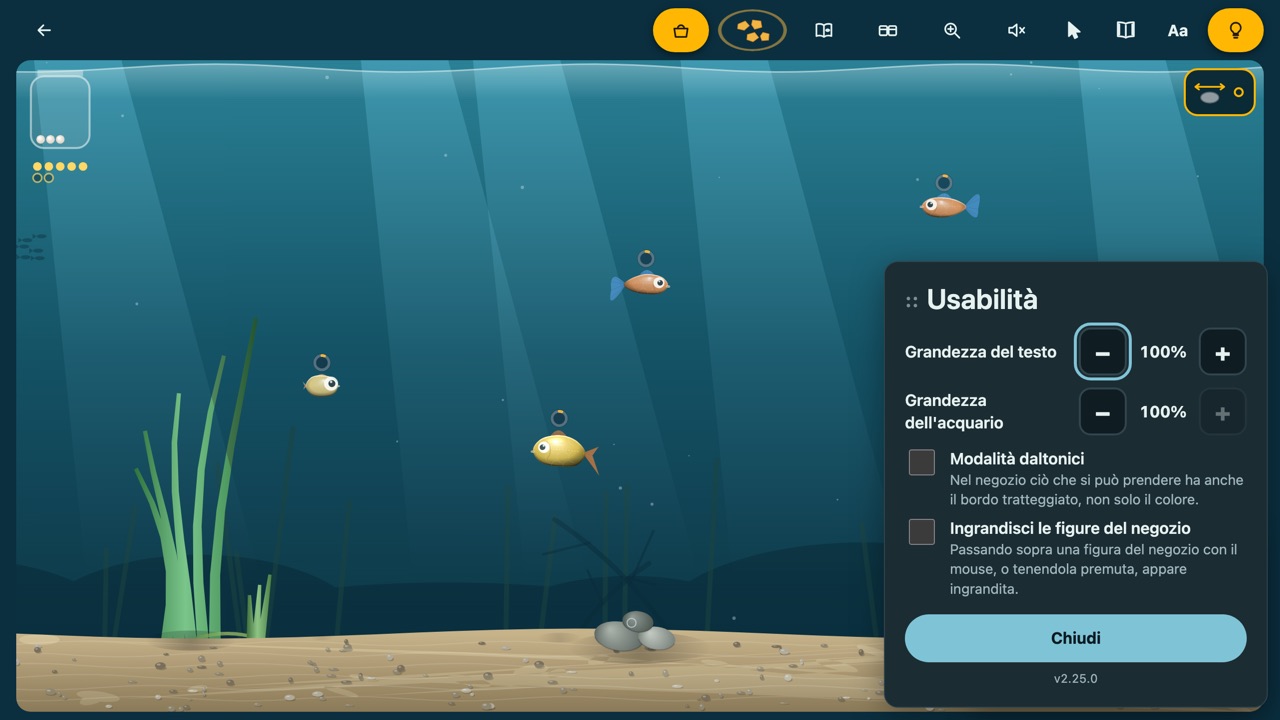 Aa
Usabilità
Grandezza del testo
− 100% +
Grandezza
dell'acquario
− 100% +
Modalità daltonici
Nel negozio ciò che si può prendere ha anche
il bordo tratteggiato, non solo il colore.
Ingrandisci le figure del negozio
Passando sopra una figura del negozio con il
mouse, o tenendola premuta, appare
ingrandita.
Chiudi
v2.25.0